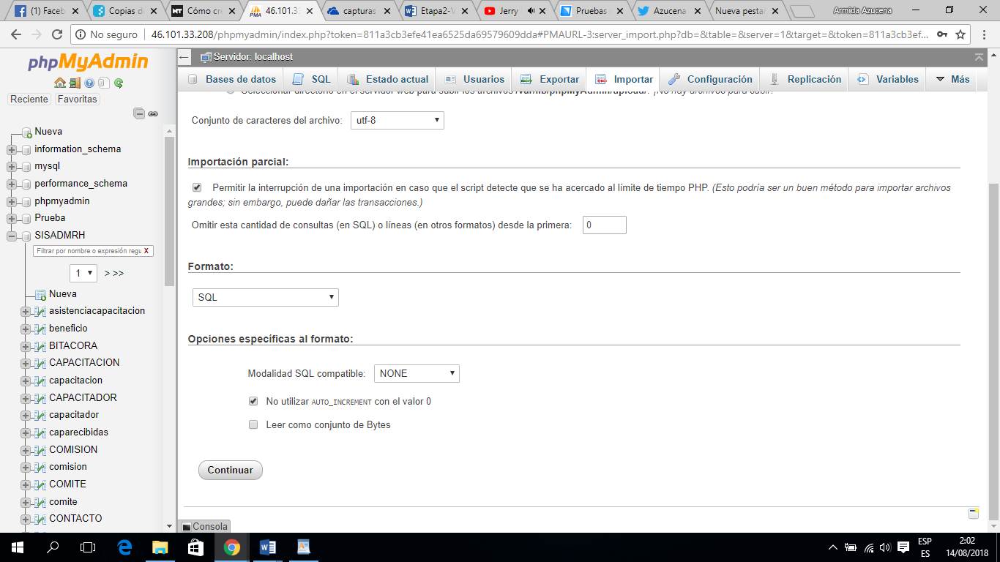 (1) Faceb
Copias de
Cómo cre
46.101.33
capturas
Etapa2-V
Jerry
Pruebas
Azucena
Nueva pesta
Armida Azucena
No seguro
46.101.33.208/phpmyadmin/index.php?token=811a3cb3efe41ea6525da69579609dda#PMAURL-3:server_import.php?db=&table=&server=1&target=&token=811a3cb3ef...
phpMyAdmin
Reciente Favoritas
Nueva
information_schema
mysql
performance_schema
phpmyadmin
Prueba
SISADMRH
Filtrar por nombre o expresión regu X
1 > >>
Nueva
asistenciacapacitacion
beneficio
BITACORA
CAPACITACION
capacitacion
CAPACITADOR
capacitador
caparecibidas
COMISION
comision
COMITE
comite
CONTACTO
Servidor: localhost
Bases de datos SQL Estado actual Usuarios Exportar Importar Configuración Replicación Variables Más
Seleccionar directorio en el servidor web para subir los archivos /var/lib/phpMyAdmin/upload/: ¡No hay archivos para subir!
Conjunto de caracteres del archivo: utf-8
Importación parcial:
Permitir la interrupción de una importación en caso que el script detecte que se ha acercado al límite de tiempo PHP. (Esto podría ser un buen método para importar archivos
grandes; sin embargo, puede dañar las transacciones.)
Omitir esta cantidad de consultas (en SQL) o líneas (en otros formatos) desde la primera: 0
Formato:
SQL
Opciones específicas al formato:
Modalidad SQL compatible: NONE
No utilizar AUTO_INCREMENT con el valor 0
Leer como conjunto de Bytes
Continuar
Consola
ESP
ES
2:02
14/08/2018